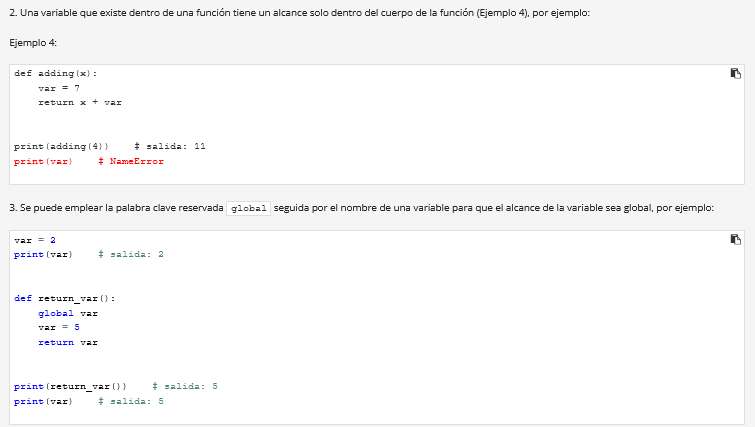 2. Una variable que existe dentro de una función tiene un alcance solo dentro del cuerpo de la función (Ejemplo 4), por ejemplo:
Ejemplo 4:
def adding(x):
    var = 7
    return x + var
print(adding(4))    # salida: 11
print(var)    # NameError
3. Se puede emplear la palabra clave reservada global seguida por el nombre de una variable para que el alcance de la variable sea global, por ejemplo:
var = 2
print(var)    # salida: 2
def return_var():
    global var
    var = 5
    return var
print(return_var())    # salida: 5
print(var)    # salida: 5